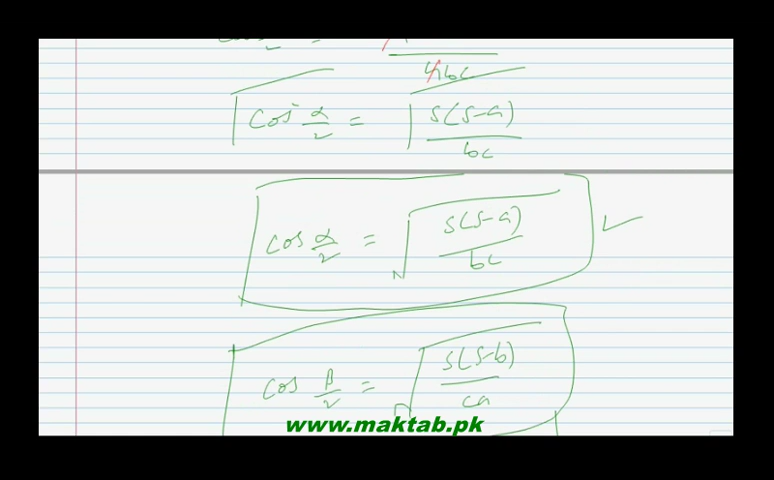 4bc
cos² α/2 = s(s-a)/bc
cos α/2 = √s(s-a)/bc
cos β/2 = √s(s-b)/ca
www.maktab.pk